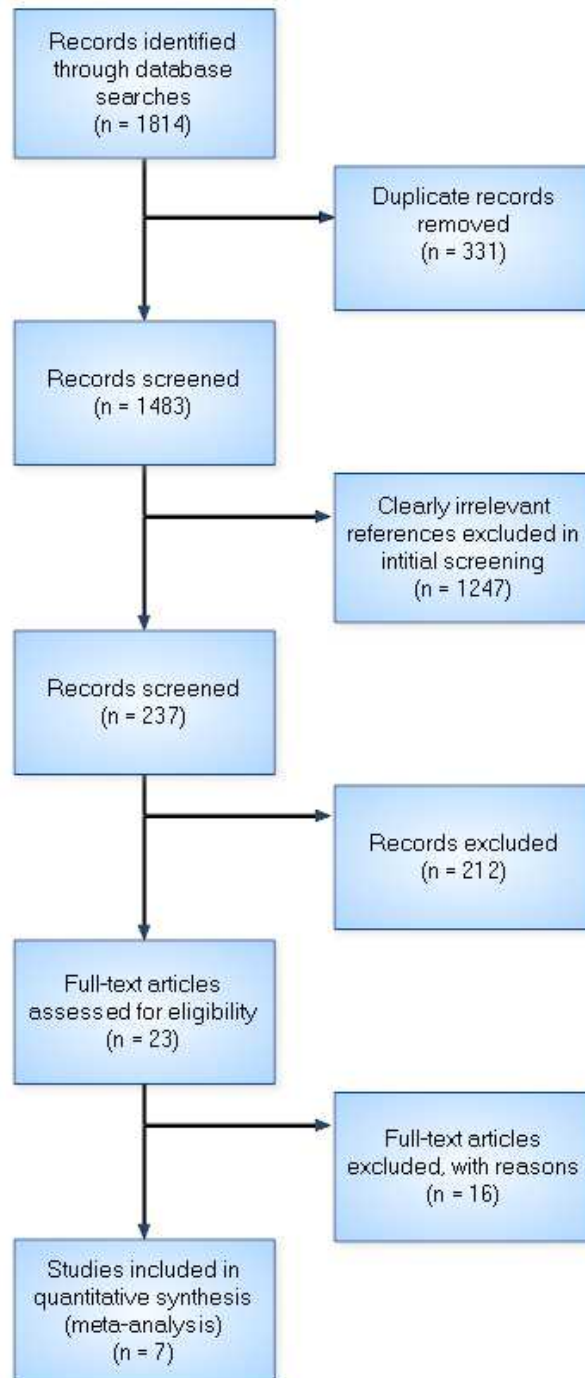 Records identified
through database
searches
(n = 1814)
Duplicate records
removed
(n = 331)
Records screened
(n = 1483)
Clearly irrelevant
references excluded in
intitial screening
(n = 1247)
Records screened
(n = 237)
Records excluded
(n = 212)
Full-text articles
assessed for eligibility
(n = 23)
Full-text articles
excluded, with reasons
(n = 16)
Studies included in
quantitative synthesis
(meta-analysis)
(n = 7)